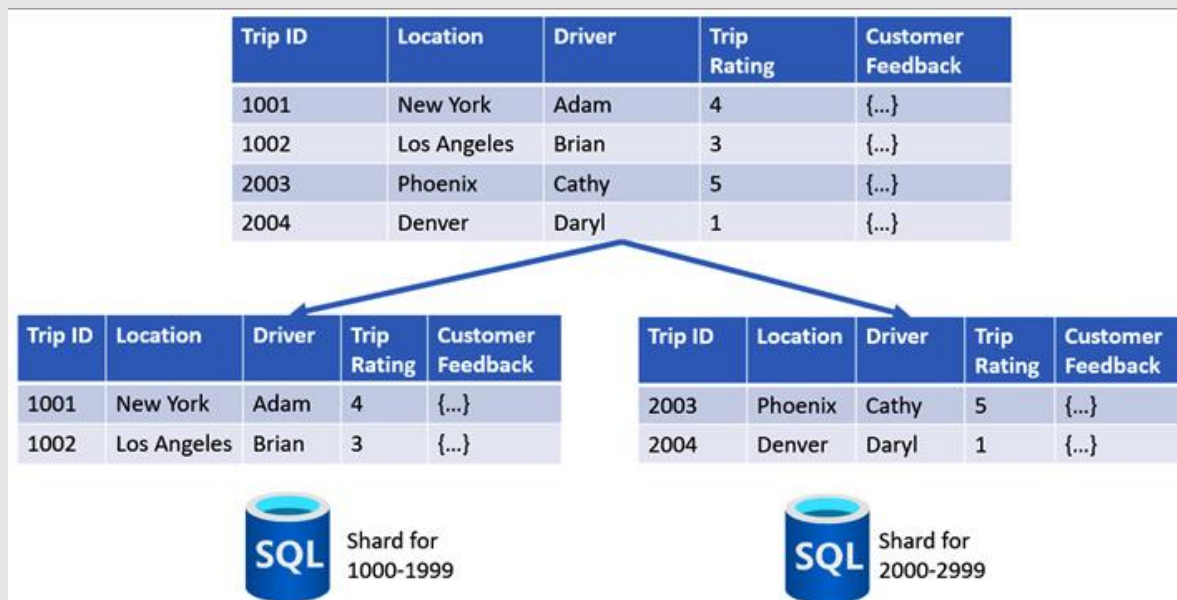 Trip ID Location Driver Trip Rating Customer Feedback
1001 New York Adam 4 {...}
1002 Los Angeles Brian 3 {...}
2003 Phoenix Cathy 5 {...}
2004 Denver Daryl 1 {...}
Trip ID Location Driver Trip Rating Customer Feedback
1001 New York Adam 4 {...}
1002 Los Angeles Brian 3 {...}
SQL
Shard for
1000-1999
Trip ID Location Driver Trip Rating Customer Feedback
2003 Phoenix Cathy 5 {...}
2004 Denver Daryl 1 {...}
SQL
Shard for
2000-2999